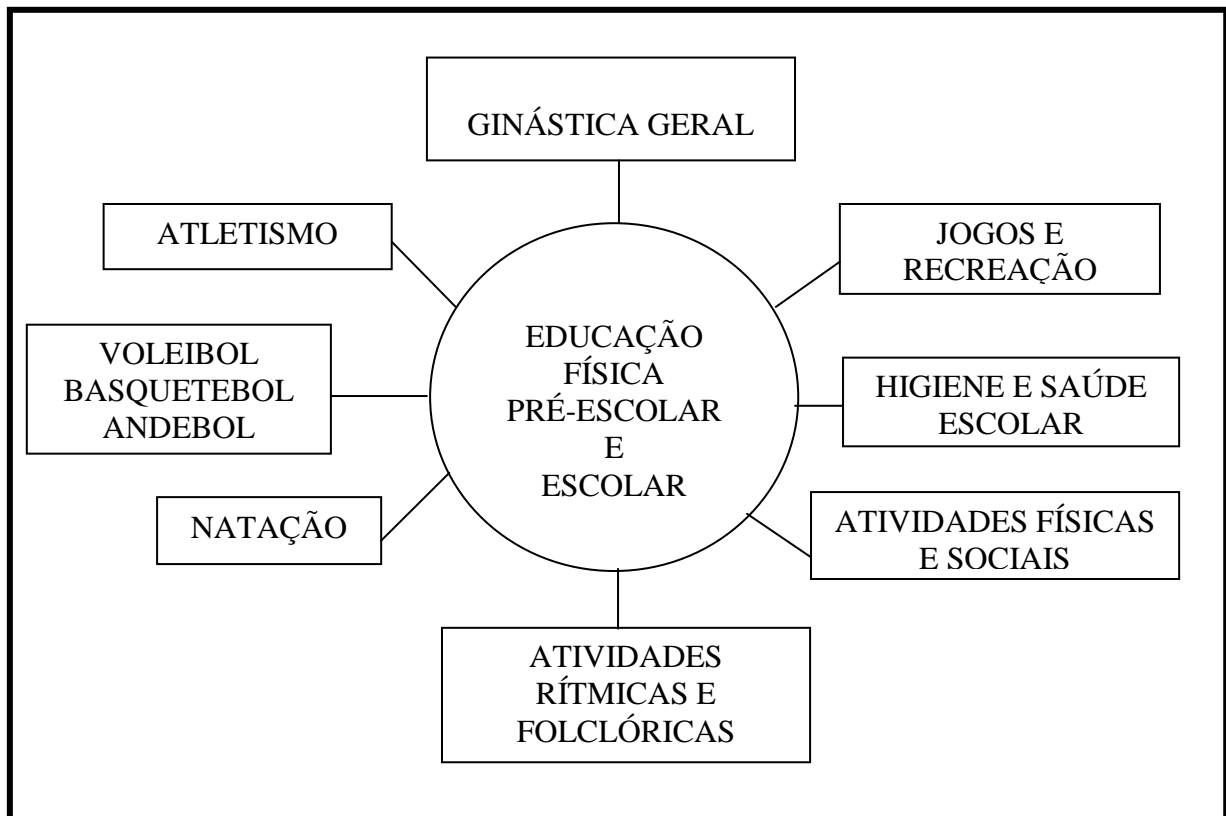 GINÁSTICA GERAL
ATLETISMO
JOGOS E
RECREAÇÃO
VOLEIBOL
BASQUETEBOL
ANDEBOL
EDUCAÇÃO
FÍSICA
PRÉ-ESCOLAR
E
ESCOLAR
HIGIENE E SAÚDE
ESCOLAR
NATAÇÃO
ATIVIDADES FÍSICAS
E SOCIAIS
ATIVIDADES
RÍTMICAS E
FOLCLÓRICAS